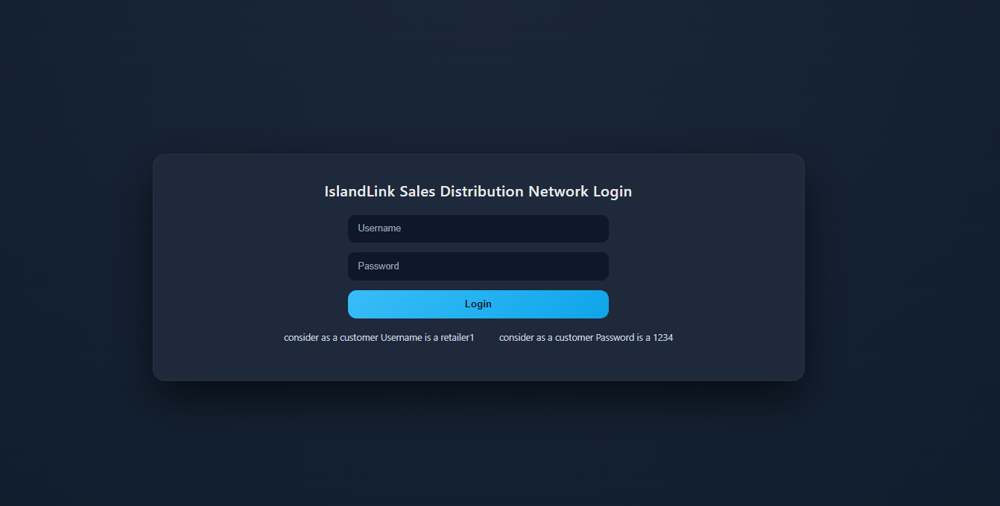 IslandLink Sales Distribution Network Login
Username
Password
Login
consider as a customer Username is a retailer1 consider as a customer Password is a 1234